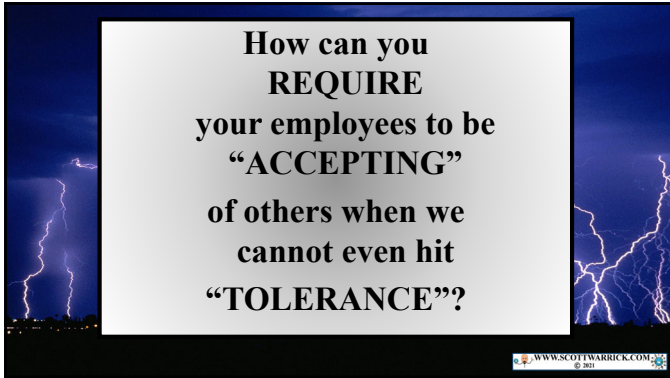 How can you
REQUIRE
your employees to be
“ACCEPTING”
of others when we
cannot even hit
“TOLERANCE”?
WWW.SCOTTWARRICK.COM
© 2021